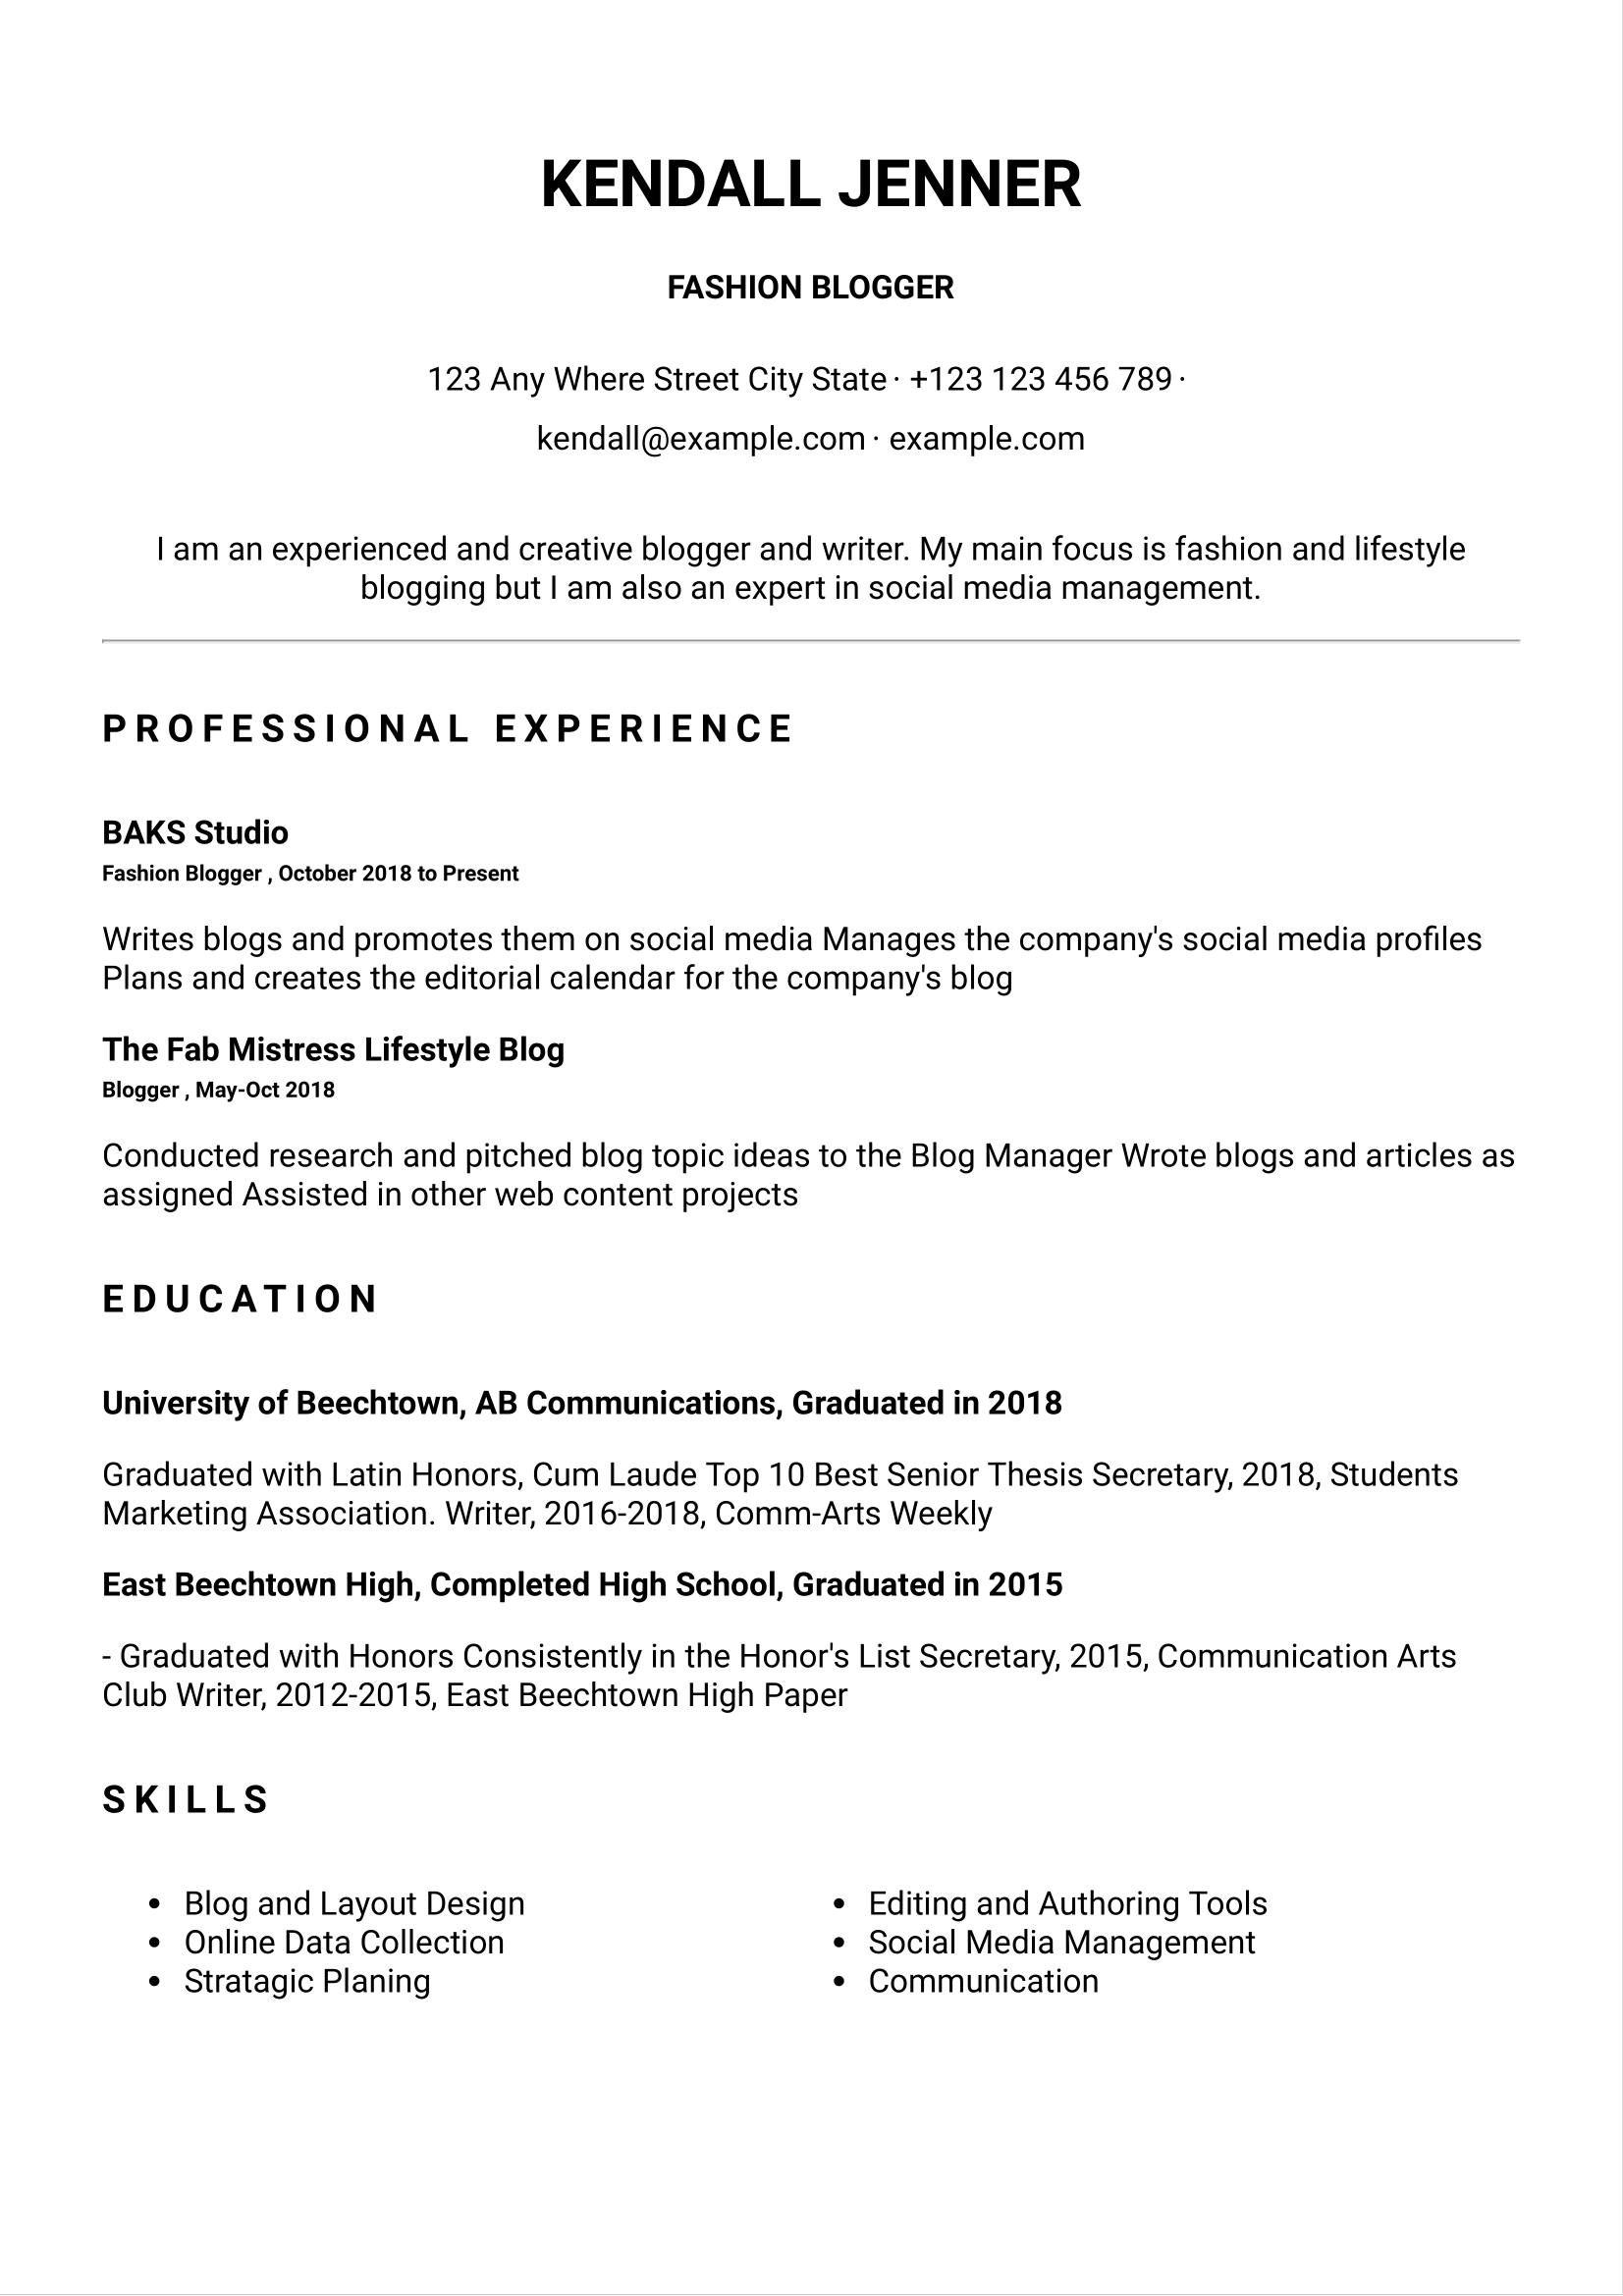 KENDALL JENNER
FASHION BLOGGER
123 Any Where Street City State · +123 123 456 789 ·
kendall@example.com · example.com
I am an experienced and creative blogger and writer. My main focus is fashion and lifestyle
blogging but I am also an expert in social media management.
PROFESSIONAL EXPERIENCE
BAKS Studio
Fashion Blogger , October 2018 to Present
Writes blogs and promotes them on social media Manages the company's social media profiles
Plans and creates the editorial calendar for the company's blog
The Fab Mistress Lifestyle Blog
Blogger , May-Oct 2018
Conducted research and pitched blog topic ideas to the Blog Manager Wrote blogs and articles as
assigned Assisted in other web content projects
EDUCATION
University of Beechtown, AB Communications, Graduated in 2018
Graduated with Latin Honors, Cum Laude Top 10 Best Senior Thesis Secretary, 2018, Students
Marketing Association. Writer, 2016-2018, Comm-Arts Weekly
East Beechtown High, Completed High School, Graduated in 2015
- Graduated with Honors Consistently in the Honor's List Secretary, 2015, Communication Arts
Club Writer, 2012-2015, East Beechtown High Paper
SKILLS
• Blog and Layout Design
• Online Data Collection
• Stratagic Planing
• Editing and Authoring Tools
• Social Media Management
• Communication